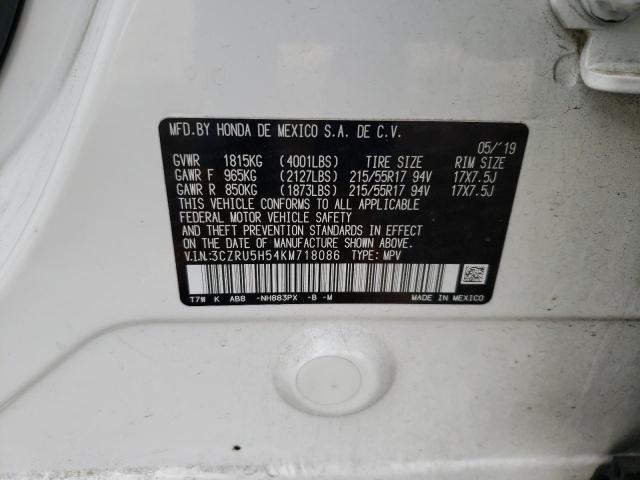 MFD.BY HONDA DE MEXICO S.A. DE C.V.
05/'19
GVWR 1815KG (4001LBS) TIRE SIZE RIM SIZE
GAWR F 965KG (2127LBS) 215/55R17 94V 17X7.5J
GAWR R 850KG (1873LBS) 215/55R17 94V 17X7.5J
THIS VEHICLE CONFORMS TO ALL APPLICABLE
FEDERAL MOTOR VEHICLE SAFETY
AND THEFT PREVENTION STANDARDS IN EFFECT
ON THE DATE OF MANUFACTURE SHOWN ABOVE.
V.I.N:3CZRU5H54KM718086 TYPE: MPV
T7W K ABB -NH883PX -B -M
MADE IN MEXICO